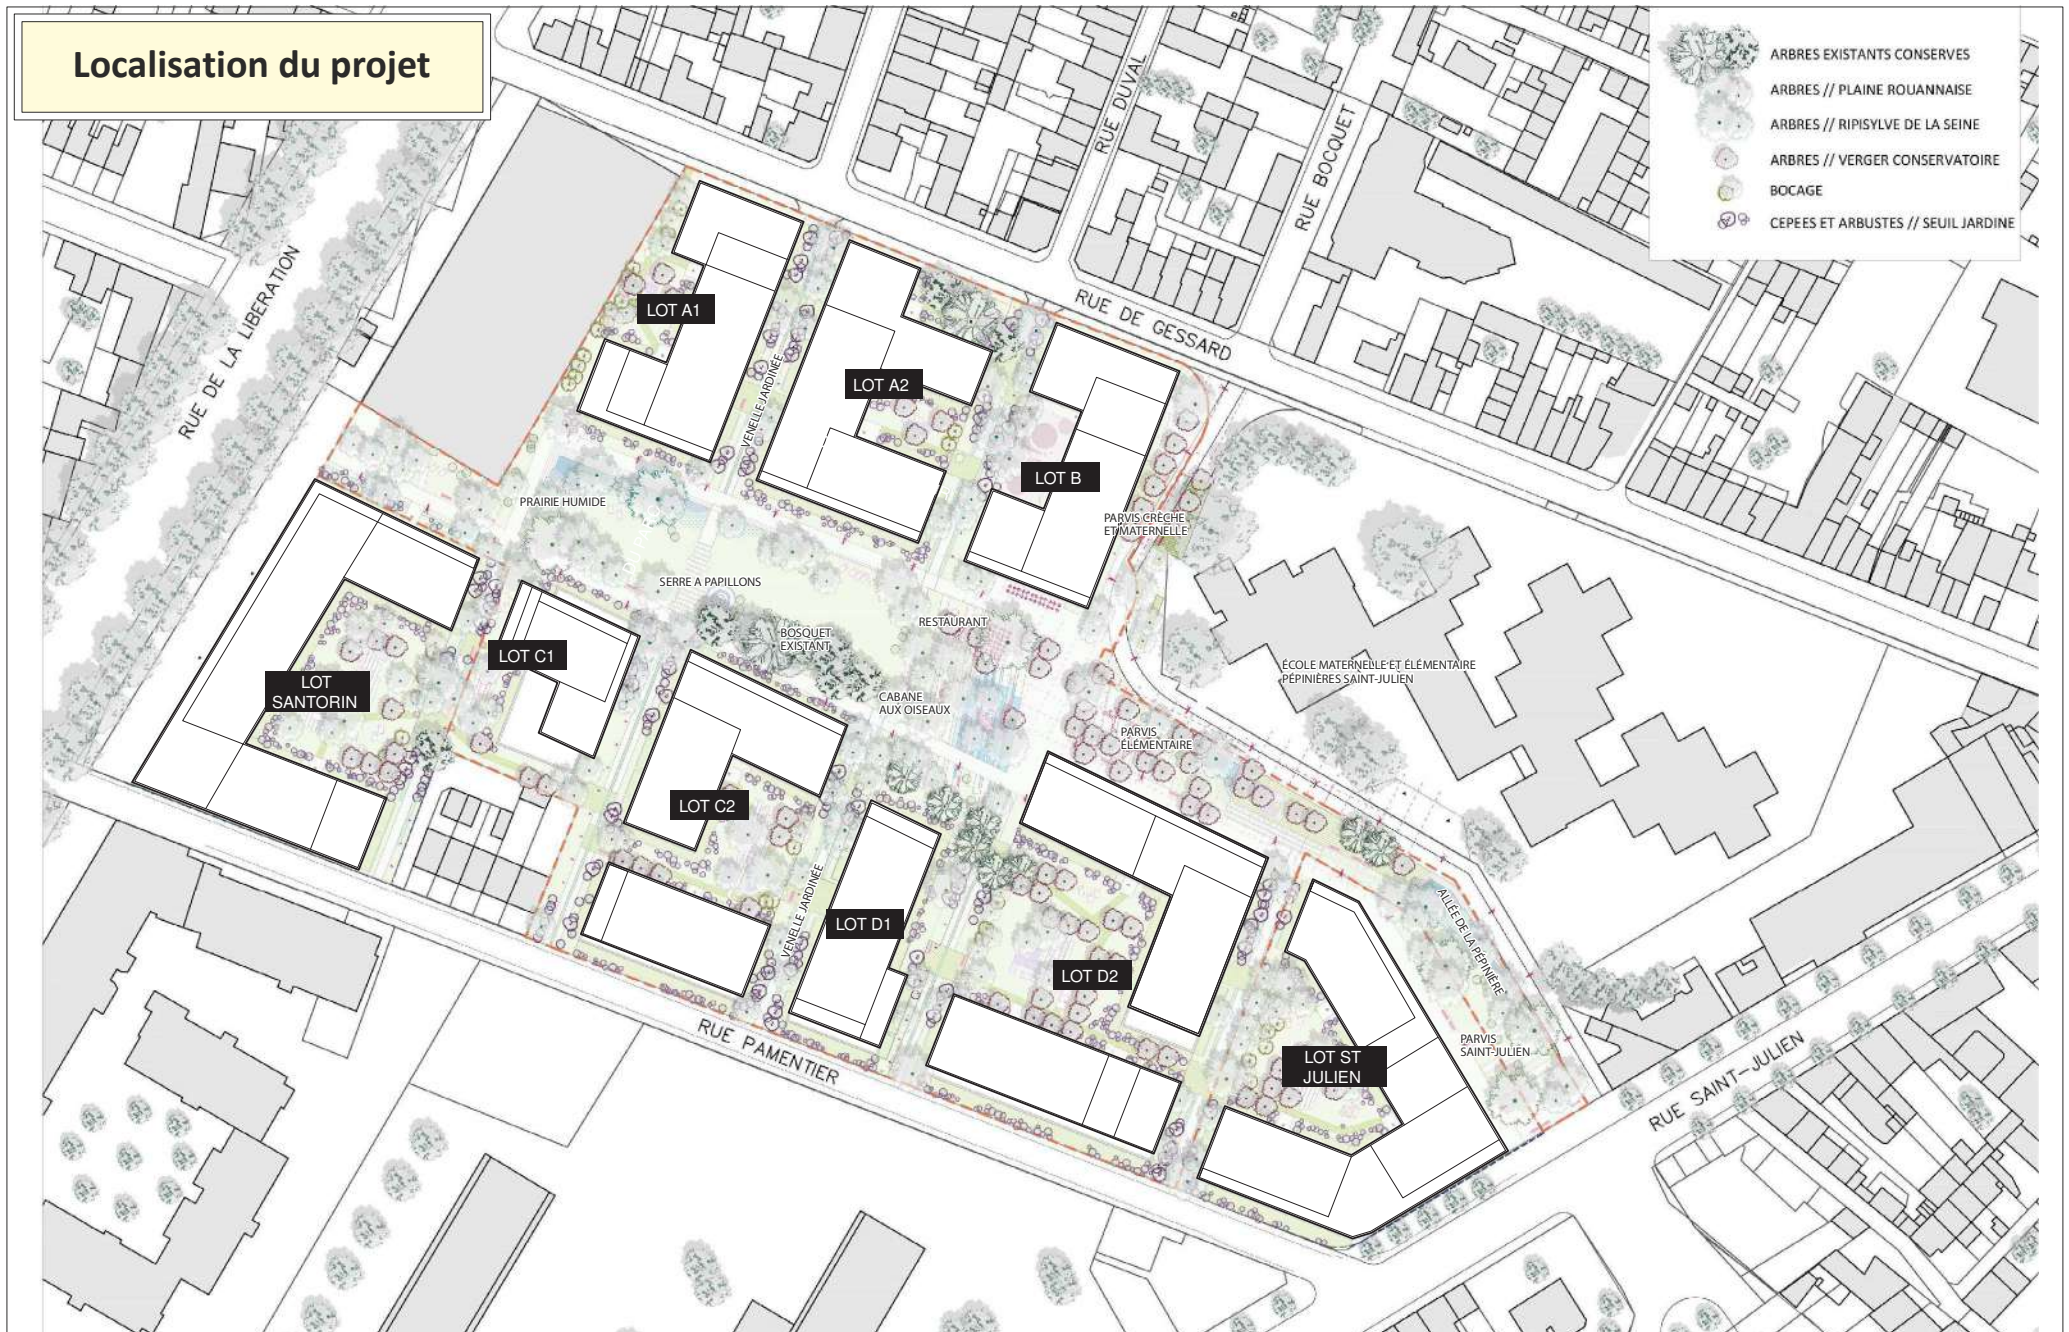 Localisation du projet
ARBRES EXISTANTS CONSERVES
ARBRES // PLAINE ROUANNAISE
ARBRES // RIPISYLVE DE LA SEINE
ARBRES // VERGER CONSERVATOIRE
BOCAGE
CEPEES ET ARBUSTES // SEUIL JARDINE
RUE DUVAL
RUE BOCQUET
RUE DE LA LIBERATION
RUE DE GESSARD
LOT A1
VENELLE JARDINÉE
LOT A2
LOT B
PRAIRIE HUMIDE
PARVIS CRÈCHE
ET MATERNELLE
SERRE A PAPILLONS
RESTAURANT
BOSQUET
EXISTANT
LOT C1
LOT
SANTORIN
CABANE
AUX OISEAUX
ÉCOLE MATERNELLE ET ÉLÉMENTAIRE
PÉPINIÈRES SAINT-JULIEN
PARVIS
ÉLÉMENTAIRE
LOT C2
VENELLE JARDINÉE
LOT D1
LOT D2
ALLÉE DE LA PÉPINIÈRE
PARVIS
SAINT-JULIEN
LOT ST
JULIEN
RUE PAMENTIER
RUE SAINT-JULIEN